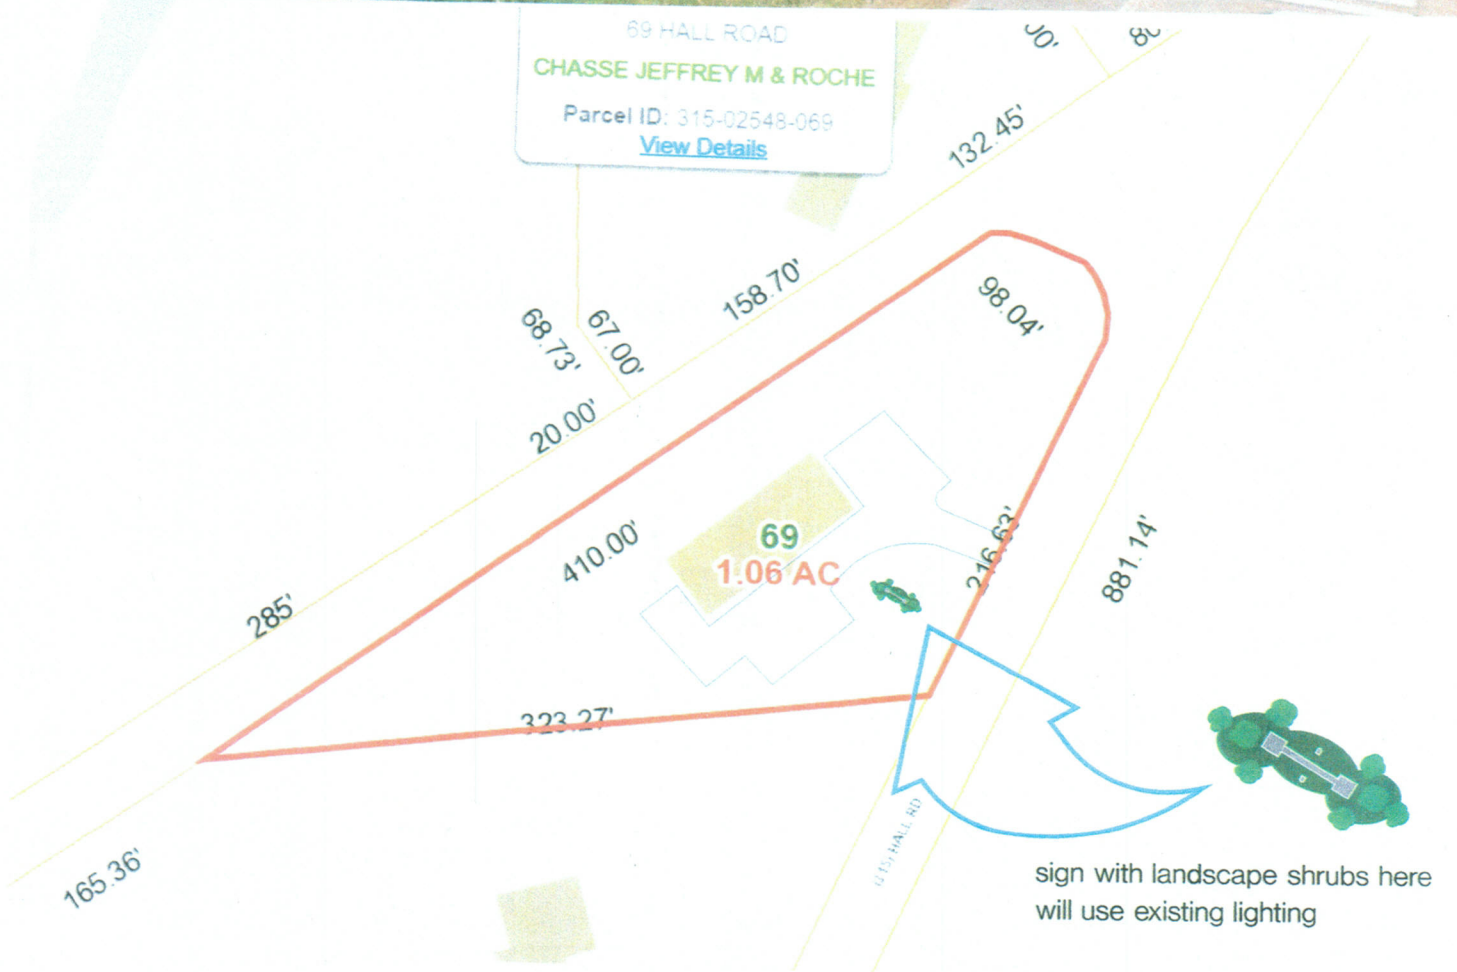 69 HALL ROAD
CHASSE JEFFREY M & ROCHE
Parcel ID: 315-02548-069
View Details
132.45'
158.70'
98.04'
68.73'
67.00'
20.00'
410.00'
69
1.06 AC
216.63'
881.14'
285'
323.27'
165.36'
HALL RD
sign with landscape shrubs here
will use existing lighting